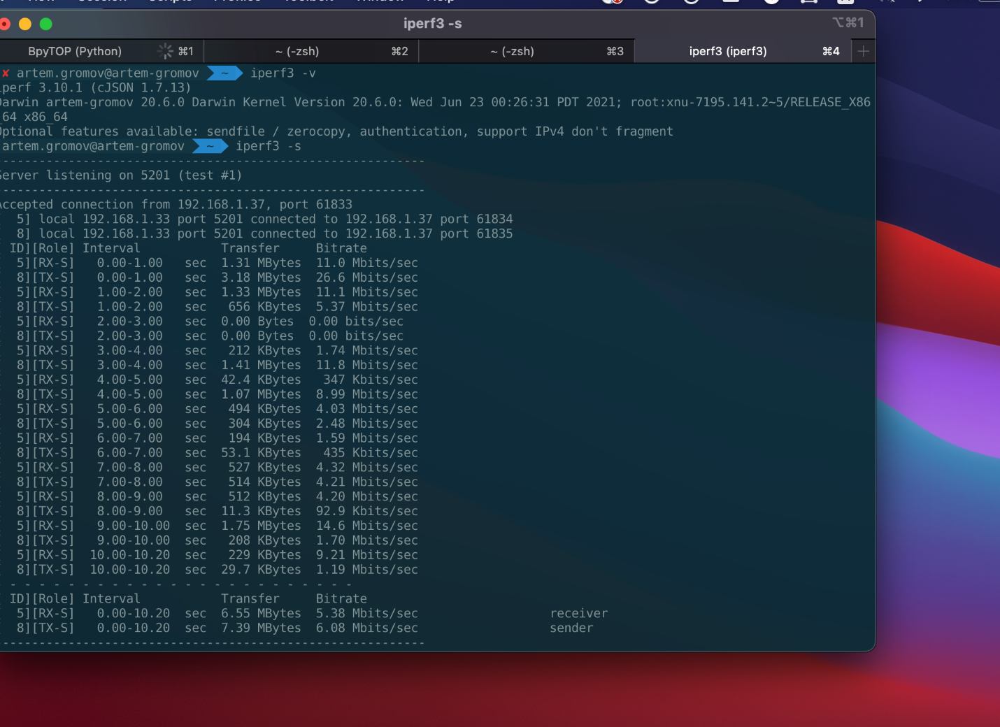 iperf3 -s
⌥⌘1
BpyTOP (Python) ⌘1 ~ (-zsh) ⌘2 ~ (-zsh) ⌘3 iperf3 (iperf3) ⌘4 +
✘ artem.gromov@artem-gromov ~ iperf3 -v
iperf 3.10.1 (cJSON 1.7.13)
Darwin artem-gromov 20.6.0 Darwin Kernel Version 20.6.0: Wed Jun 23 00:26:31 PDT 2021; root:xnu-7195.141.2~5/RELEASE_X86
_64 x86_64
Optional features available: sendfile / zerocopy, authentication, support IPv4 don't fragment
artem.gromov@artem-gromov ~ iperf3 -s
-----------------------------------------------------------
Server listening on 5201 (test #1)
-----------------------------------------------------------
Accepted connection from 192.168.1.37, port 61833
5] local 192.168.1.33 port 5201 connected to 192.168.1.37 port 61834
8] local 192.168.1.33 port 5201 connected to 192.168.1.37 port 61835
ID][Role] Interval Transfer Bitrate
5][RX-S] 0.00-1.00 sec 1.31 MBytes 11.0 Mbits/sec
8][TX-S] 0.00-1.00 sec 3.18 MBytes 26.6 Mbits/sec
5][RX-S] 1.00-2.00 sec 1.33 MBytes 11.1 Mbits/sec
8][TX-S] 1.00-2.00 sec 656 KBytes 5.37 Mbits/sec
5][RX-S] 2.00-3.00 sec 0.00 Bytes 0.00 bits/sec
8][TX-S] 2.00-3.00 sec 0.00 Bytes 0.00 bits/sec
5][RX-S] 3.00-4.00 sec 212 KBytes 1.74 Mbits/sec
8][TX-S] 3.00-4.00 sec 1.41 MBytes 11.8 Mbits/sec
5][RX-S] 4.00-5.00 sec 42.4 KBytes 347 Kbits/sec
8][TX-S] 4.00-5.00 sec 1.07 MBytes 8.99 Mbits/sec
5][RX-S] 5.00-6.00 sec 494 KBytes 4.03 Mbits/sec
8][TX-S] 5.00-6.00 sec 304 KBytes 2.48 Mbits/sec
5][RX-S] 6.00-7.00 sec 194 KBytes 1.59 Mbits/sec
8][TX-S] 6.00-7.00 sec 53.1 KBytes 435 Kbits/sec
5][RX-S] 7.00-8.00 sec 527 KBytes 4.32 Mbits/sec
8][TX-S] 7.00-8.00 sec 514 KBytes 4.21 Mbits/sec
5][RX-S] 8.00-9.00 sec 512 KBytes 4.20 Mbits/sec
8][TX-S] 8.00-9.00 sec 11.3 KBytes 92.9 Kbits/sec
5][RX-S] 9.00-10.00 sec 1.75 MBytes 14.6 Mbits/sec
8][TX-S] 9.00-10.00 sec 208 KBytes 1.70 Mbits/sec
5][RX-S] 10.00-10.20 sec 229 KBytes 9.21 Mbits/sec
8][TX-S] 10.00-10.20 sec 29.7 KBytes 1.19 Mbits/sec
- - - - - - - - - - - - - - - - - - - - - - - -
ID][Role] Interval Transfer Bitrate
5][RX-S] 0.00-10.20 sec 6.55 MBytes 5.38 Mbits/sec receiver
8][TX-S] 0.00-10.20 sec 7.39 MBytes 6.08 Mbits/sec sender
-----------------------------------------------------------